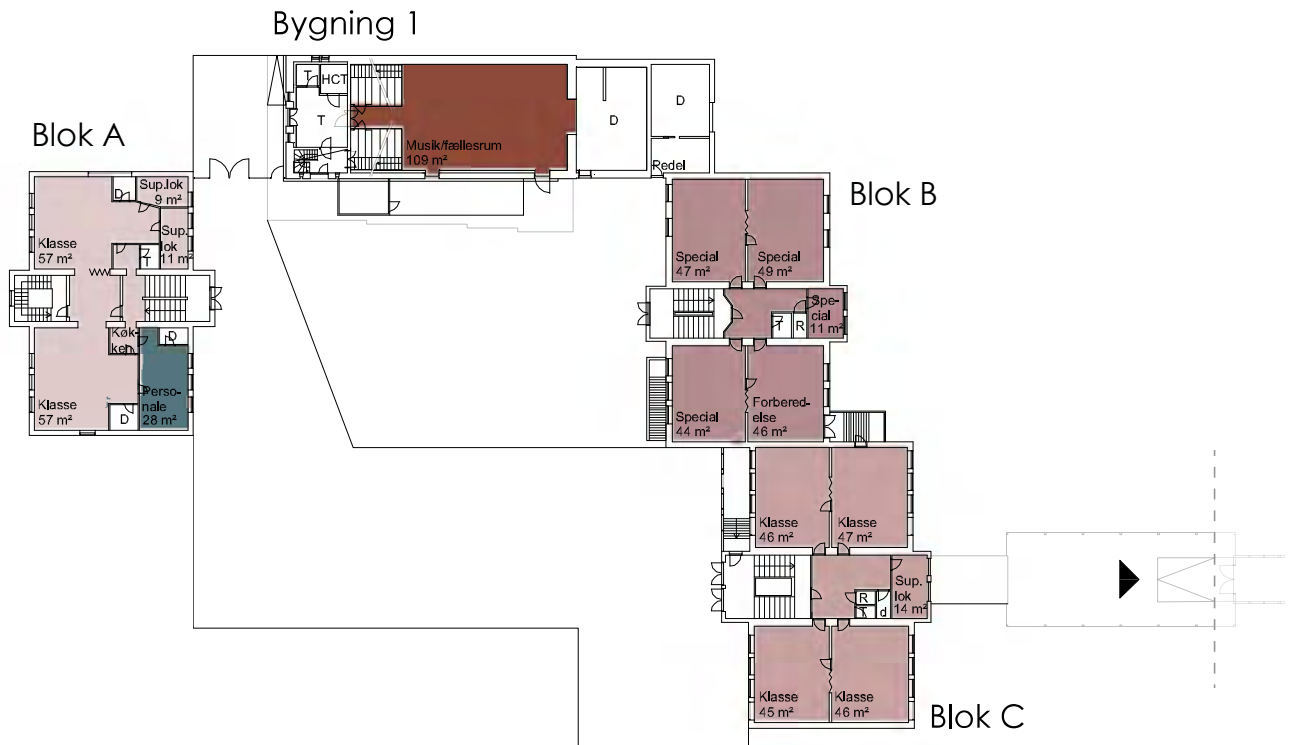 Bygning 1
T
HCT
T
D
D
Musik/fællesrum
109 m²
Redel
Blok A
D
Sup.lok
9 m²
Klasse
57 m²
Sup.
lok
11 m²
T
Køk-
ken
D
Perso-
nale
28 m²
Klasse
57 m²
D
Blok B
Special
47 m²
Special
49 m²
Spe-
cial
11 m²
T
R
Special
44 m²
Forbered-
else
46 m²
Klasse
46 m²
Klasse
47 m²
Sup.
lok
14 m²
R
T
d
Klasse
45 m²
Klasse
46 m²
Blok C